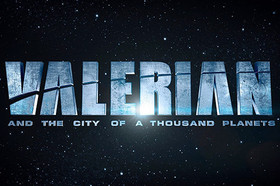 VALERIAN
AND THE CITY OF A THOUSAND PLANETS